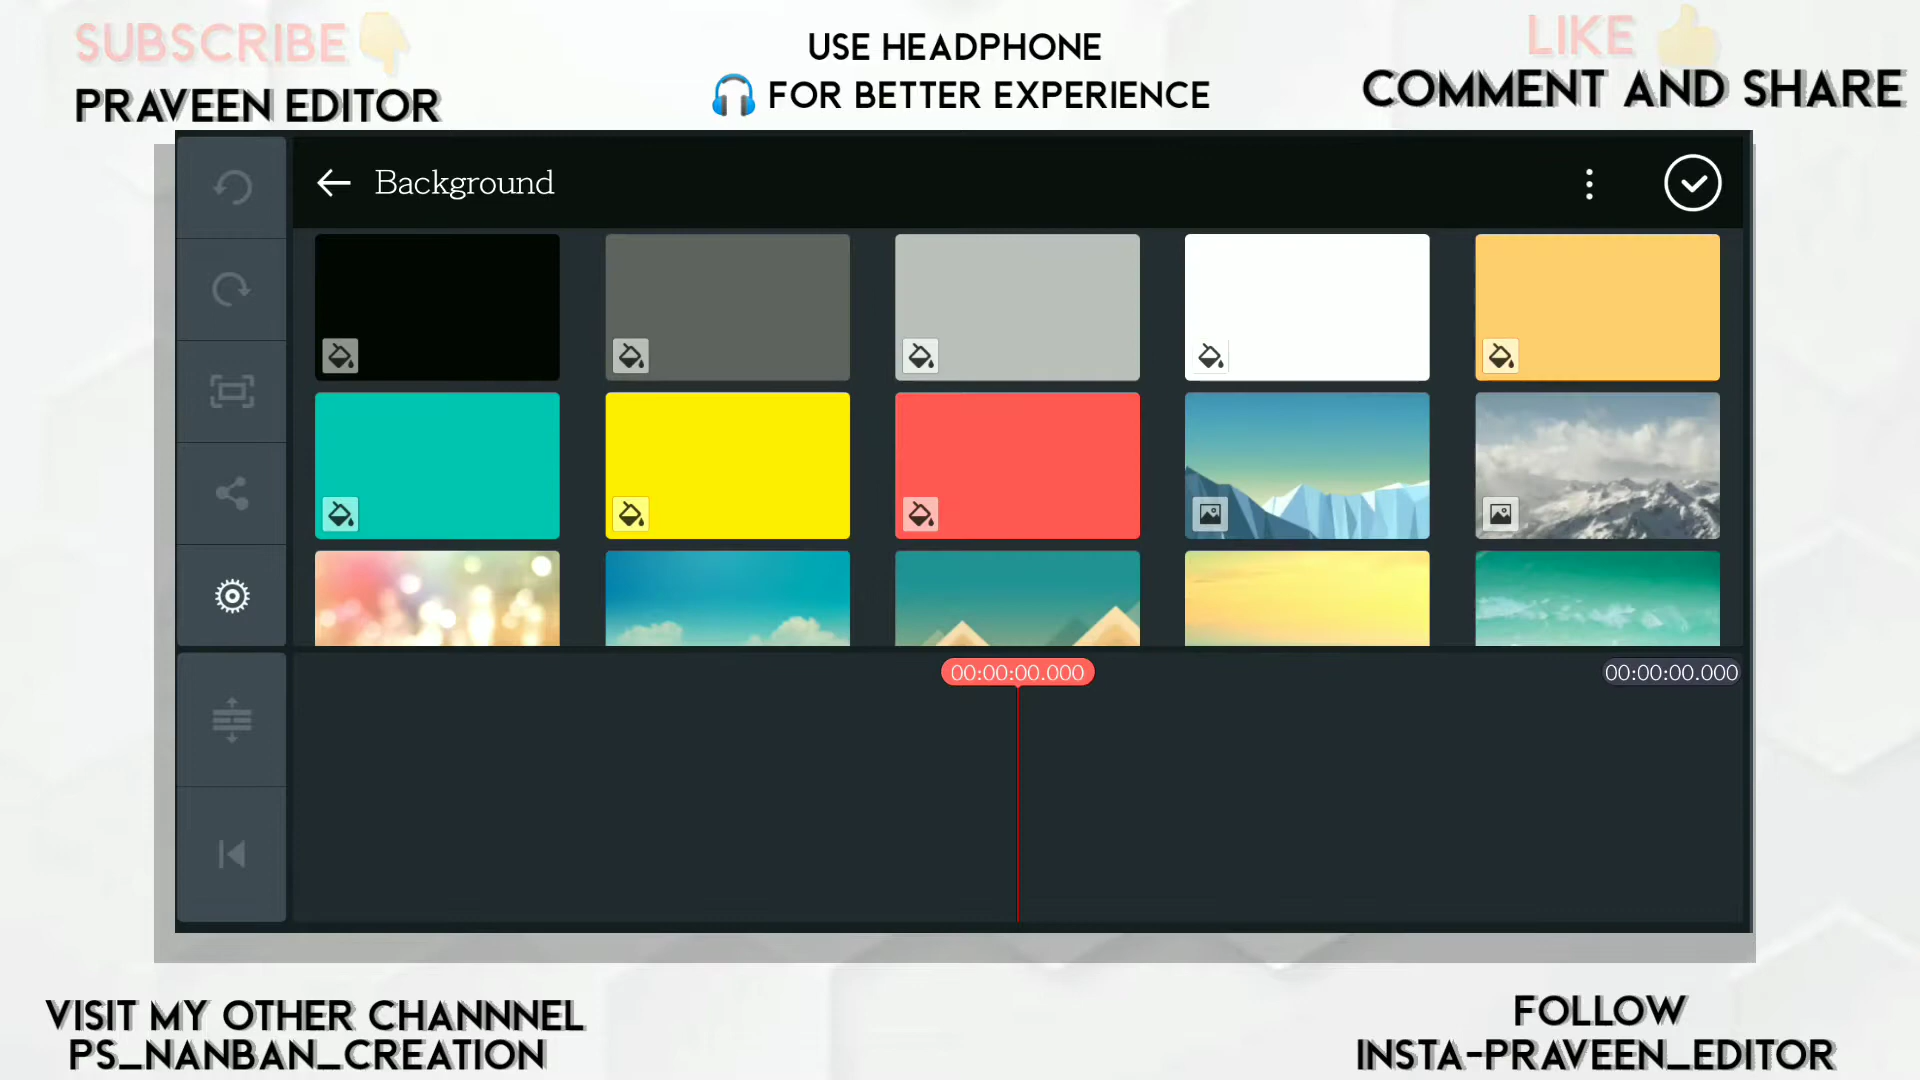 SUBSCRIBE
PRAVEEN EDITOR
USE HEADPHONE
FOR BETTER EXPERIENCE
LIKE
COMMENT AND SHARE
Background
00:00:00.000
00:00:00.000
VISIT MY OTHER CHANNNEL
PS_NANBAN_CREATION
FOLLOW
INSTA-PRAVEEN_EDITOR